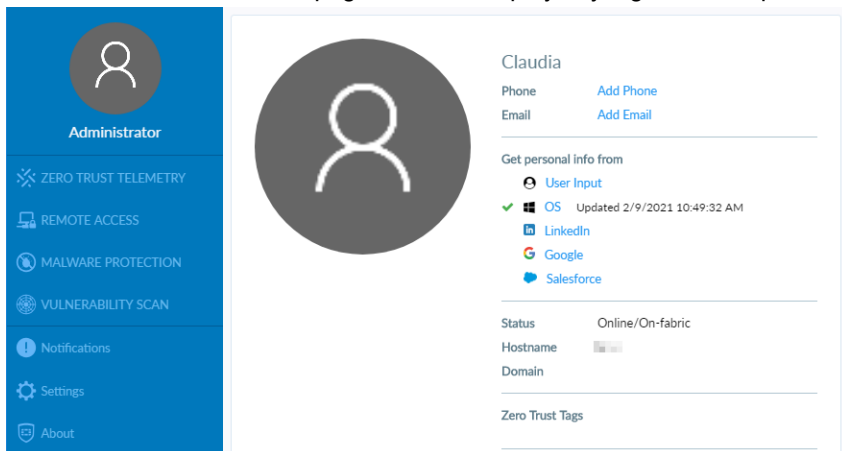 Administrator
ZERO TRUST TELEMETRY
REMOTE ACCESS
MALWARE PROTECTION
VULNERABILITY SCAN
Notifications
Settings
About
Claudia
Phone Add Phone
Email Add Email
Get personal info from
User Input
OS Updated 2/9/2021 10:49:32 AM
LinkedIn
Google
Salesforce
Status Online/On-fabric
Hostname
Domain
Zero Trust Tags